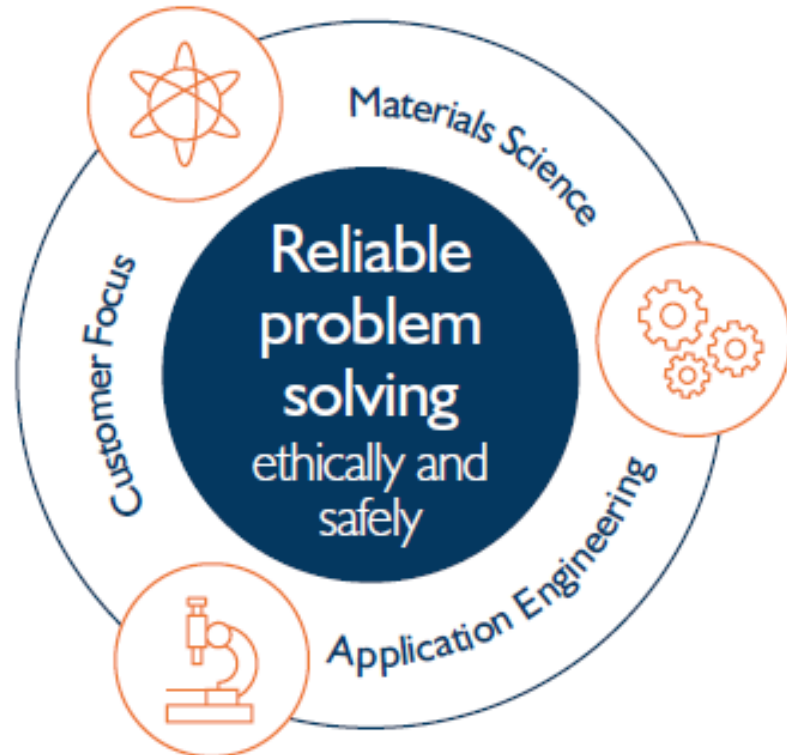 Materials Science
Reliable
problem
solving
ethically and
safely
Customer Focus
Application Engineering